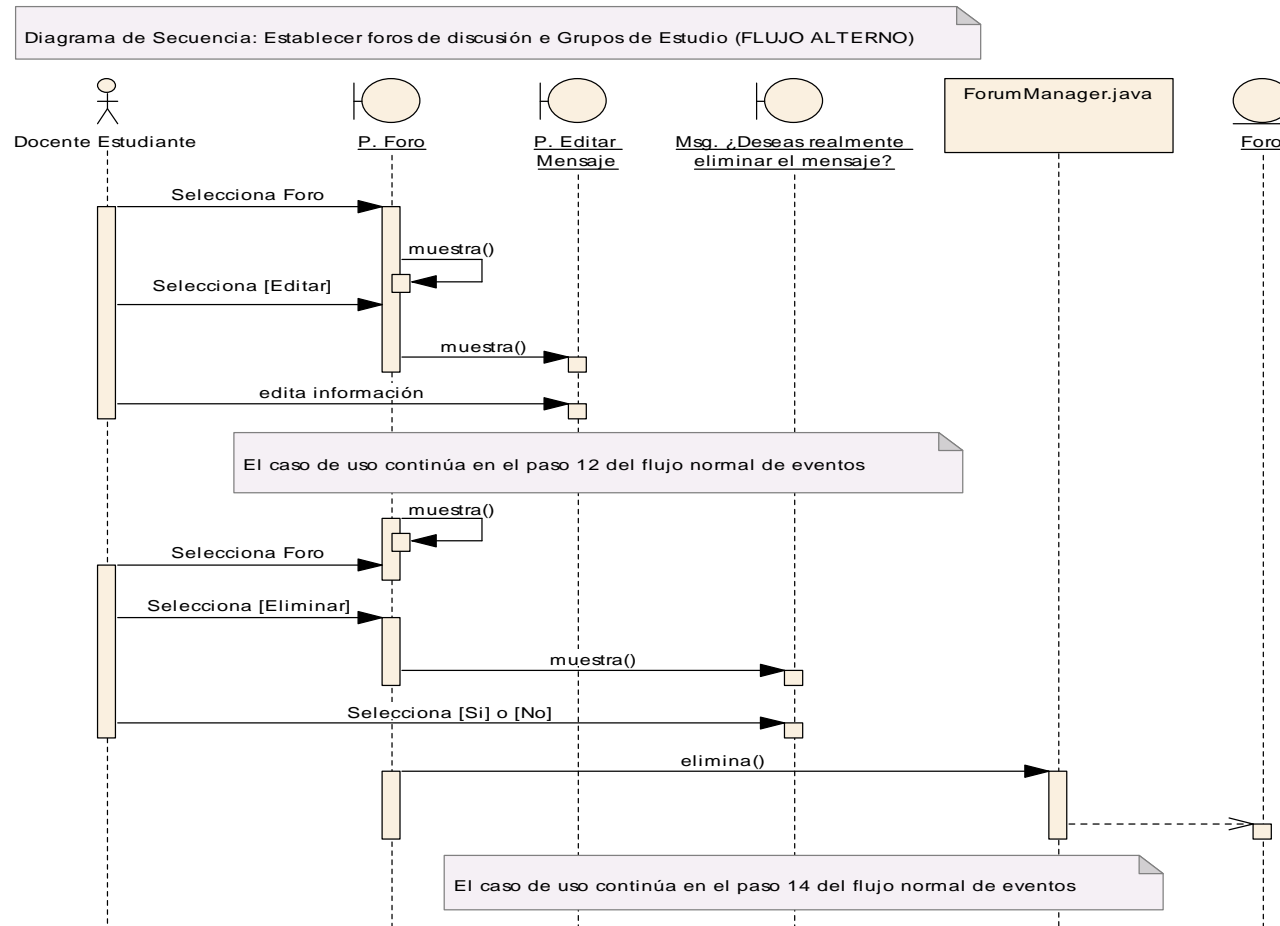 Diagrama de Secuencia: Establecer foros de discusión e Grupos de Estudio (FLUJO ALTERNO)
Docente Estudiante
P. Foro
P. Editar
Mensaje
Msg. ¿Deseas realmente
eliminar el mensaje?
ForumManager.java
Foro
Selecciona Foro
muestra()
Selecciona [Editar]
muestra()
edita información
El caso de uso continúa en el paso 12 del flujo normal de eventos
muestra()
Selecciona Foro
Selecciona [Eliminar]
muestra()
Selecciona [Si] o [No]
elimina()
El caso de uso continúa en el paso 14 del flujo normal de eventos